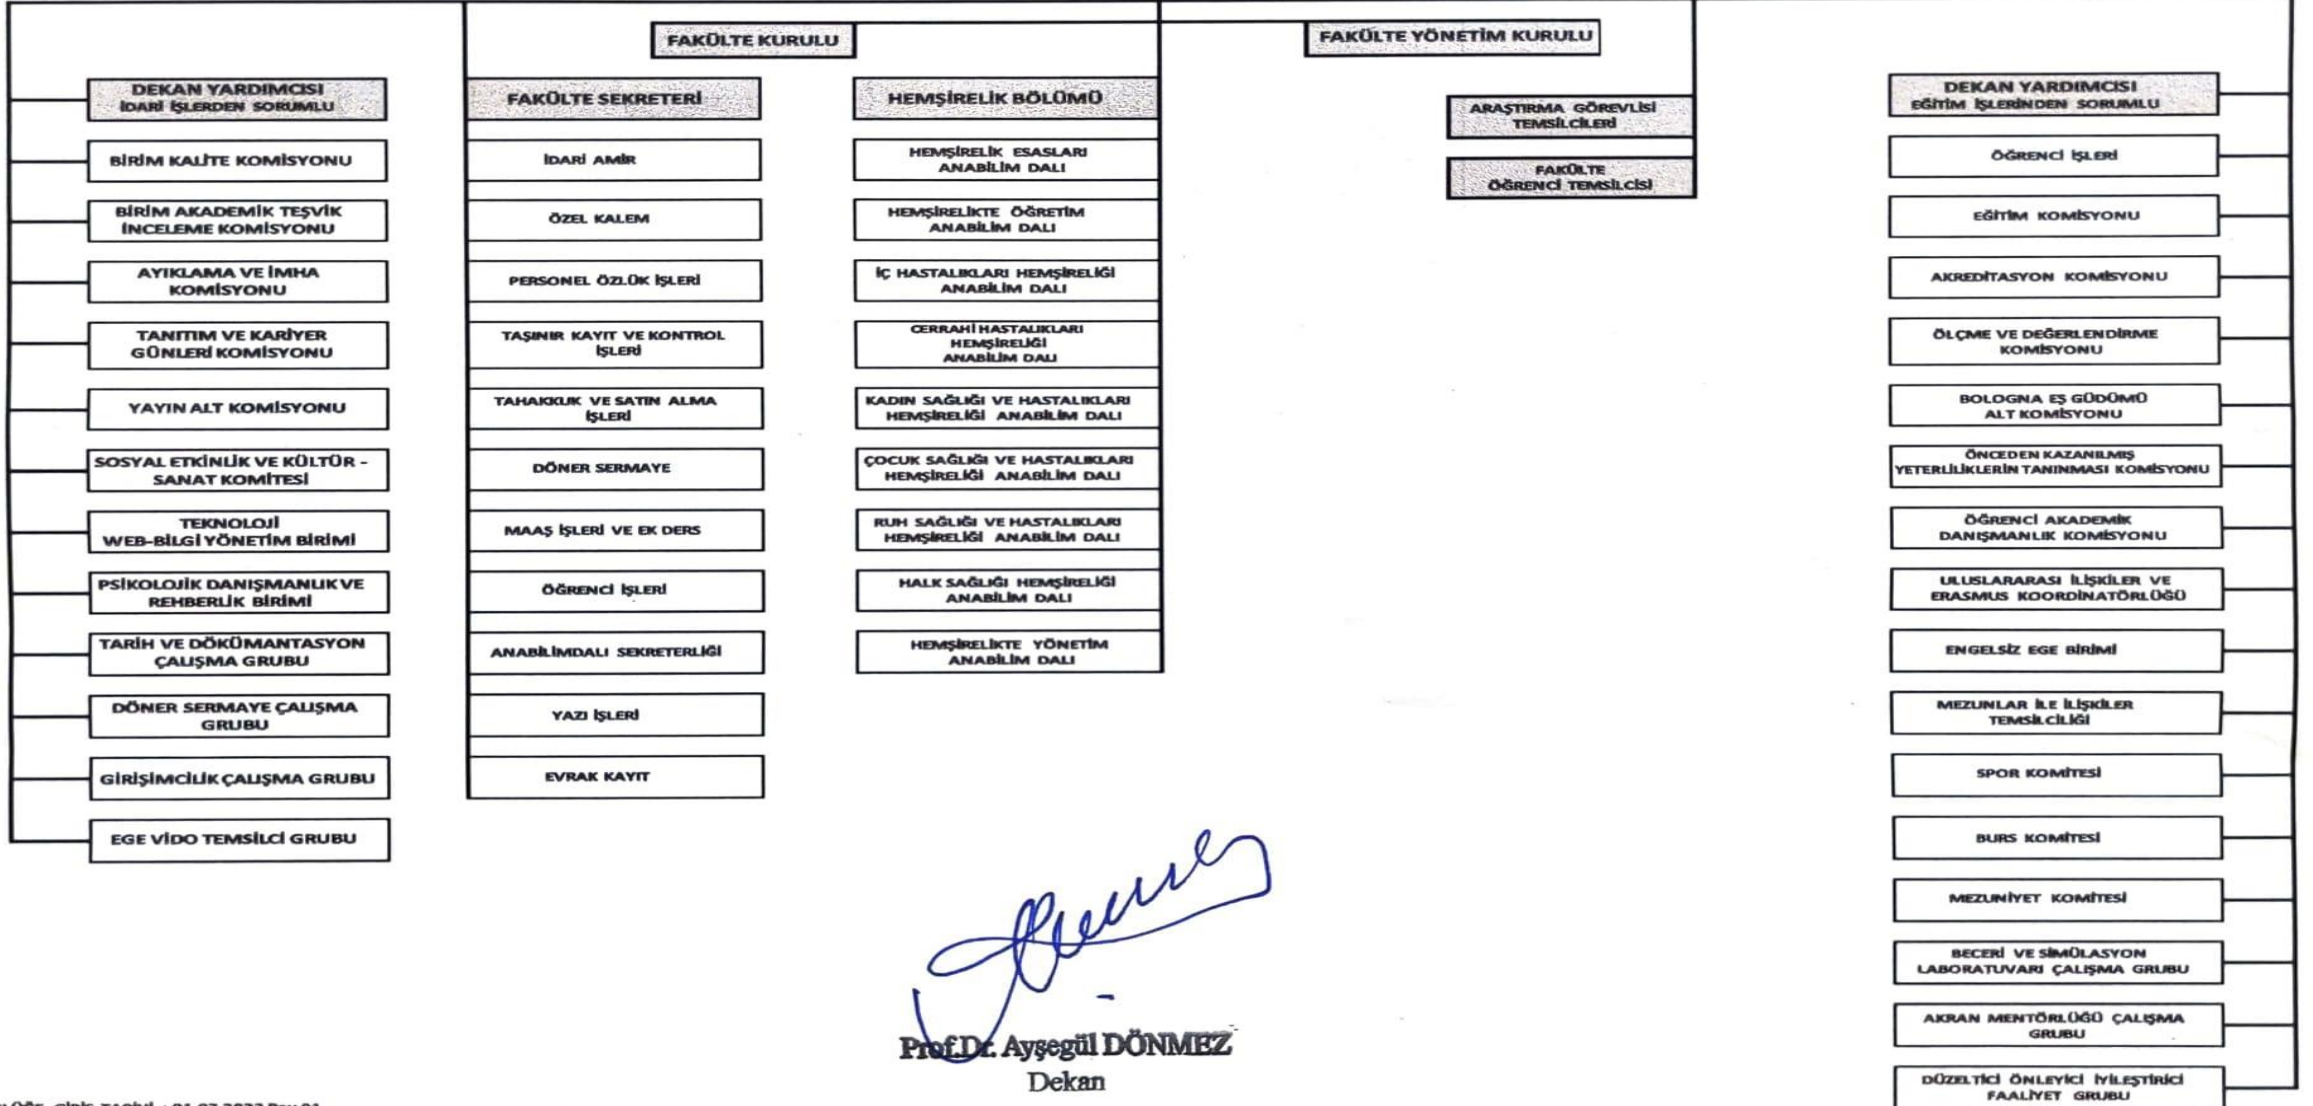 FAKÜLTE KURULU
FAKÜLTE YÖNETİM KURULU
DEKAN YARDIMCISI
İDARİ İŞLERDEN SORUMLU
BİRİM KALİTE KOMİSYONU
BİRİM AKADEMİK TEŞVİK
İNCELEME KOMİSYONU
AYIKLAMA VE İMHA
KOMİSYONU
TANITIM VE KARİYER
GÜNLERİ KOMİSYONU
YAYIN ALT KOMİSYONU
SOSYAL ETKİNLİK VE KÜLTÜR -
SANAT KOMİTESİ
TEKNOLOJİ
WEB-BİLGİ YÖNETİM BİRİMİ
PSİKOLOJİK DANIŞMANLIK VE
REHBERLİK BİRİMİ
TARİH VE DÖKÜMANTASYON
ÇALIŞMA GRUBU
DÖNER SERMAYE ÇALIŞMA
GRUBU
GİRİŞİMCİLİK ÇALIŞMA GRUBU
EGE VİDO TEMSİLCİ GRUBU
FAKÜLTE SEKRETERİ
İDARİ AMİR
ÖZEL KALEM
PERSONEL ÖZLÜK İŞLERİ
TAŞINIR KAYIT VE KONTROL
İŞLERİ
TAHAKKUK VE SATIN ALMA
İŞLERİ
DÖNER SERMAYE
MAAŞ İŞLERİ VE EK DERS
ÖĞRENCİ İŞLERİ
ANABİLİMDALI SEKRETERLİĞİ
YAZI İŞLERİ
EVRAK KAYIT
HEMŞİRELİK BÖLÜMÜ
HEMŞİRELİK ESASLARI
ANABİLİM DALI
HEMŞİRELİKTE ÖĞRETİM
ANABİLİM DALI
İÇ HASTALIKLARI HEMŞİRELİĞİ
ANABİLİM DALI
CERRAHİ HASTALIKLARI
HEMŞİRELİĞİ
ANABİLİM DALI
KADIN SAĞLIĞI VE HASTALIKLARI
HEMŞİRELİĞİ ANABİLİM DALI
ÇOCUK SAĞLIĞI VE HASTALIKLARI
HEMŞİRELİĞİ ANABİLİM DALI
RUH SAĞLIĞI VE HASTALIKLARI
HEMŞİRELİĞİ ANABİLİM DALI
HALK SAĞLIĞI HEMŞİRELİĞİ
ANABİLİM DALI
HEMŞİRELİKTE YÖNETİM
ANABİLİM DALI
ARAŞTIRMA GÖREVLİSİ
TEMSİLCİLERİ
FAKÜLTE
ÖĞRENCİ TEMSİLCİSİ
DEKAN YARDIMCISI
EĞİTİM İŞLERİNDEN SORUMLU
ÖĞRENCİ İŞLERİ
EĞİTİM KOMİSYONU
AKREDİTASYON KOMİSYONU
ÖLÇME VE DEĞERLENDİRME
KOMİSYONU
BOLOGNA EŞ GÜDÜMÜ
ALT KOMİSYONU
ÖNCEDEN KAZANILMIŞ
YETERLİLİKLERİN TANINMASI KOMİSYONU
ÖĞRENCİ AKADEMİK
DANIŞMANLIK KOMİSYONU
ULUSLARARASI İLİŞKİLER VE
ERASMUS KOORDİNATÖRLÜĞÜ
ENGELSİZ EGE BİRİMİ
MEZUNLAR İLE İLİŞKİLER
TEMSİLCİLİĞİ
SPOR KOMİTESİ
BURS KOMİTESİ
MEZUNİYET KOMİTESİ
BECERİ VE SİMÜLASYON
LABORATUVARI ÇALIŞMA GRUBU
AKRAN MENTÖRLÜĞÜ ÇALIŞMA
GRUBU
DÜZELTİCİ ÖNLEYİCİ İYİLEŞTİRİCİ
FAALİYET GRUBU
Prof.Dr. Ayşegül DÖNMEZ
Dekan